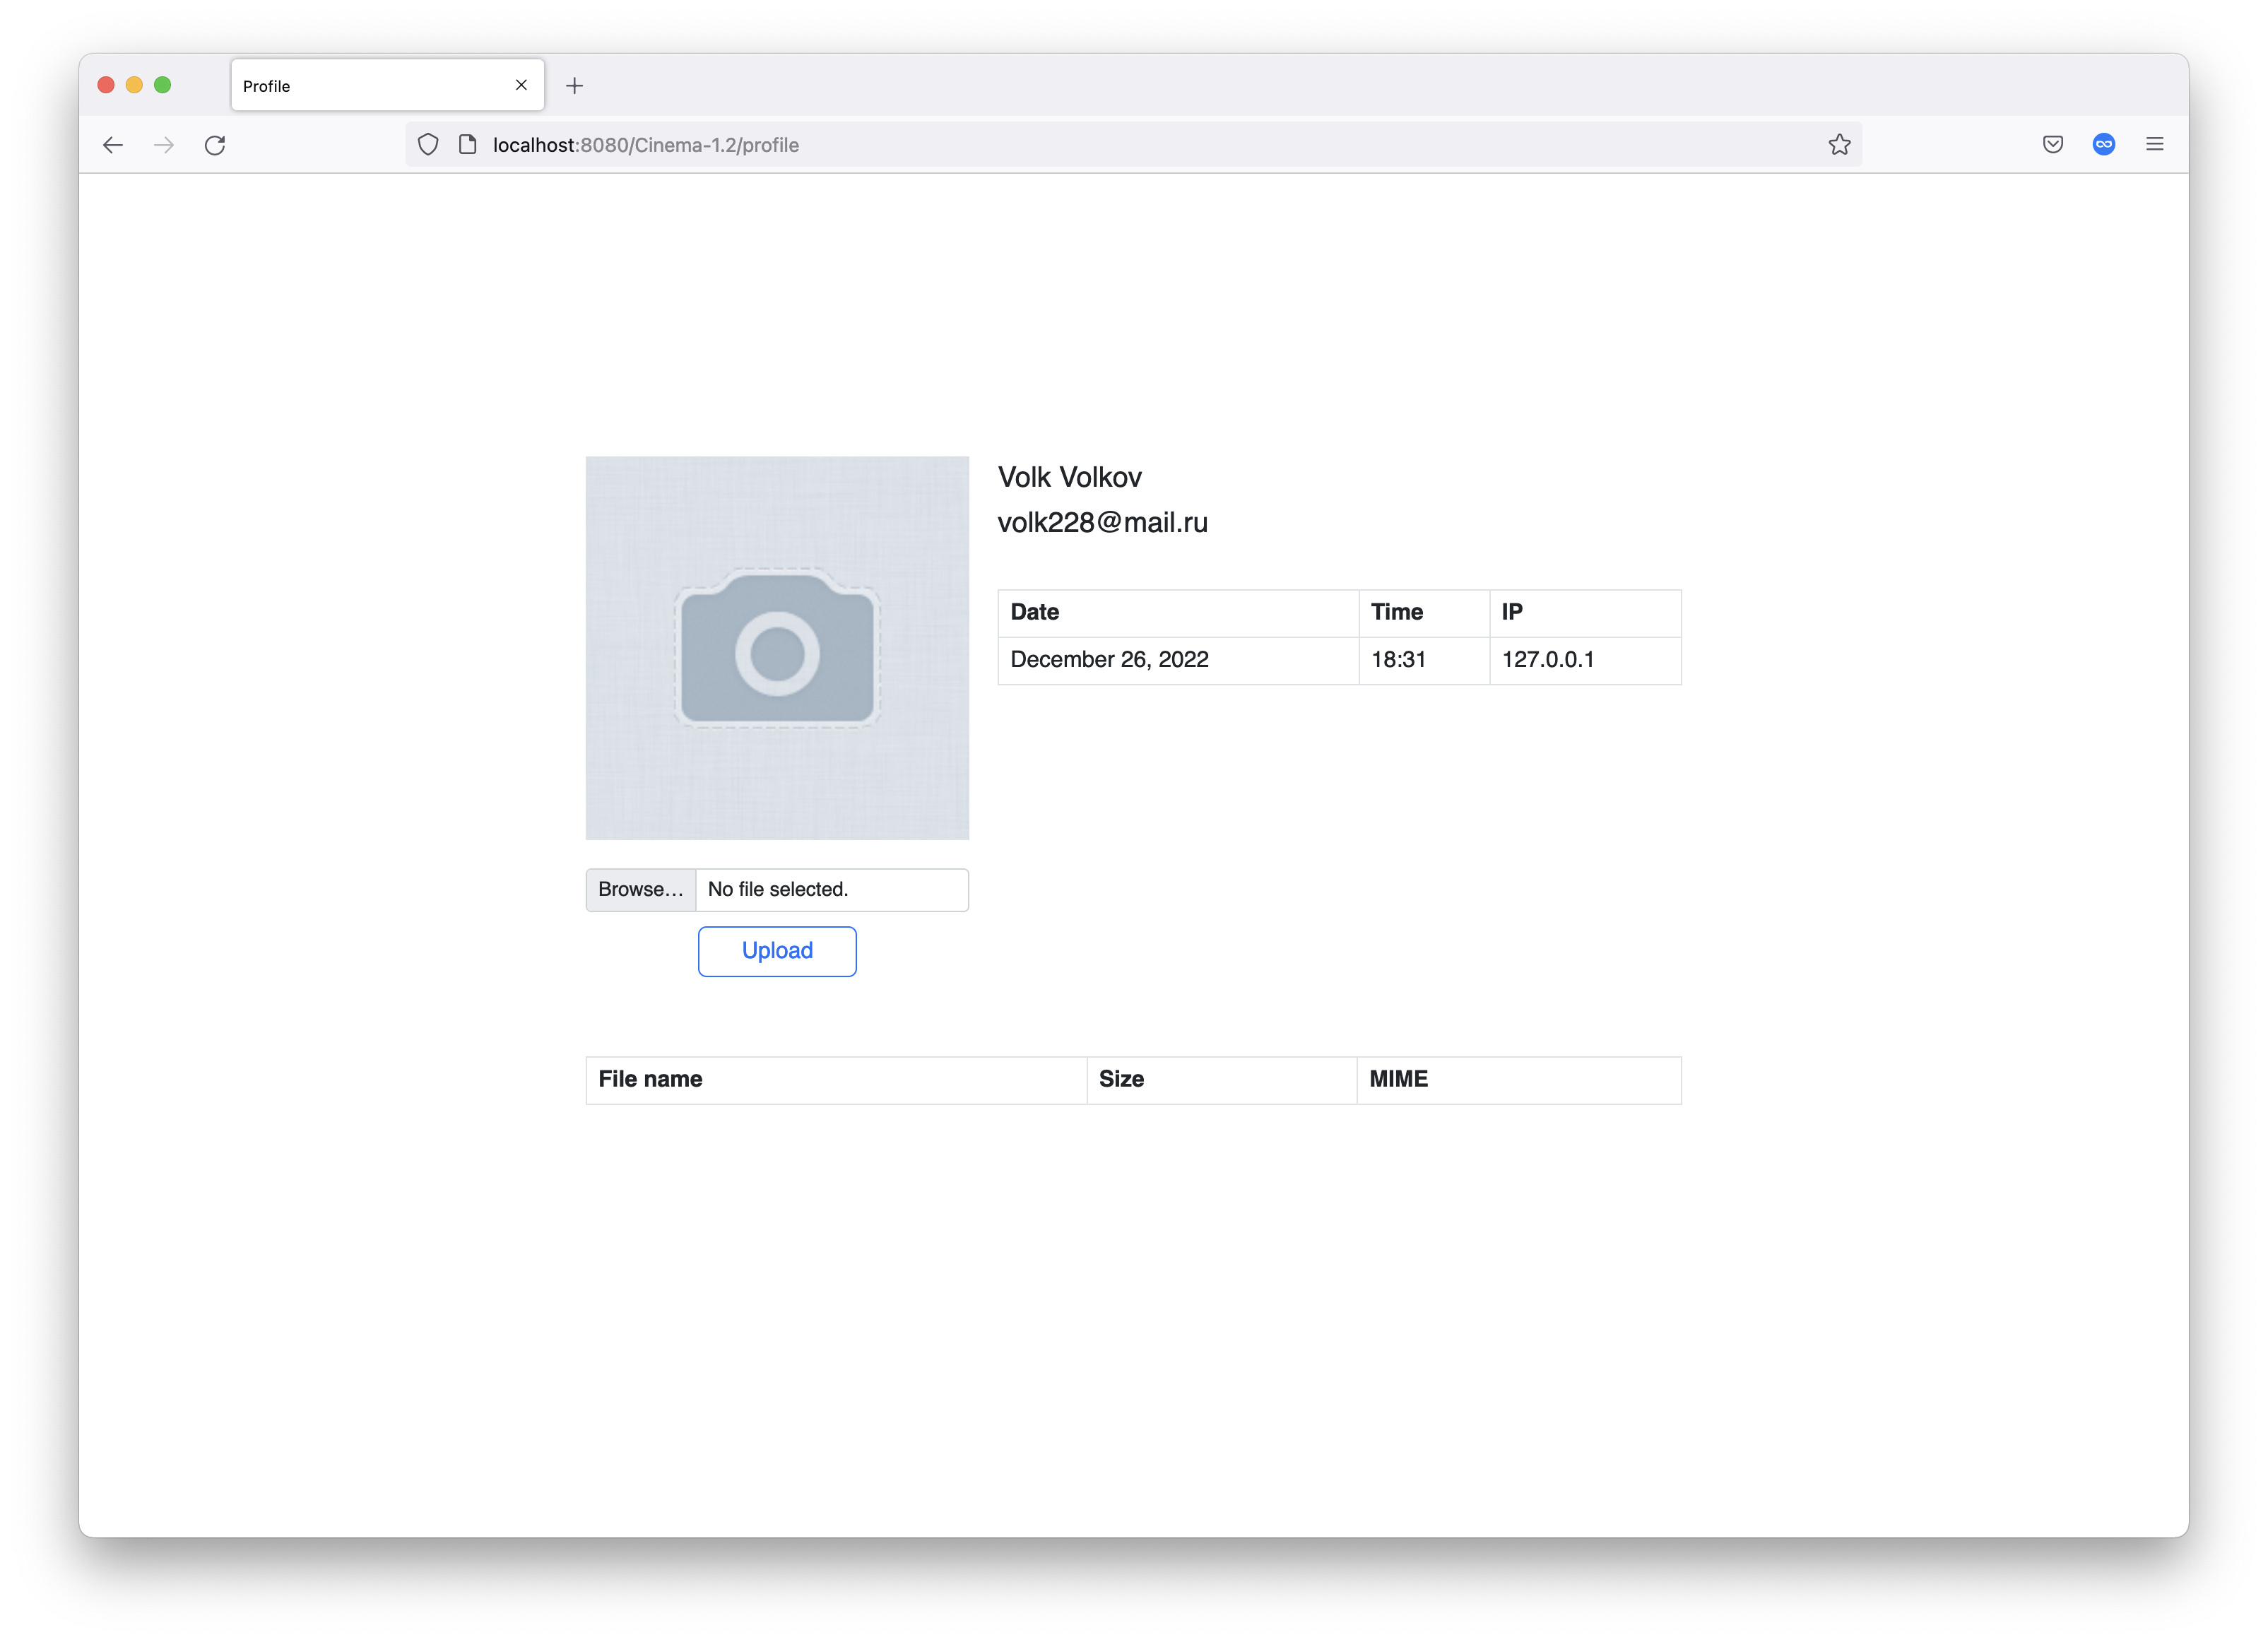 Profile
localhost:8080/Cinema-1.2/profile
Volk Volkov
volk228@mail.ru
Date Time IP
December 26, 2022 18:31 127.0.0.1
Browse… No file selected.
Upload
File name Size MIME